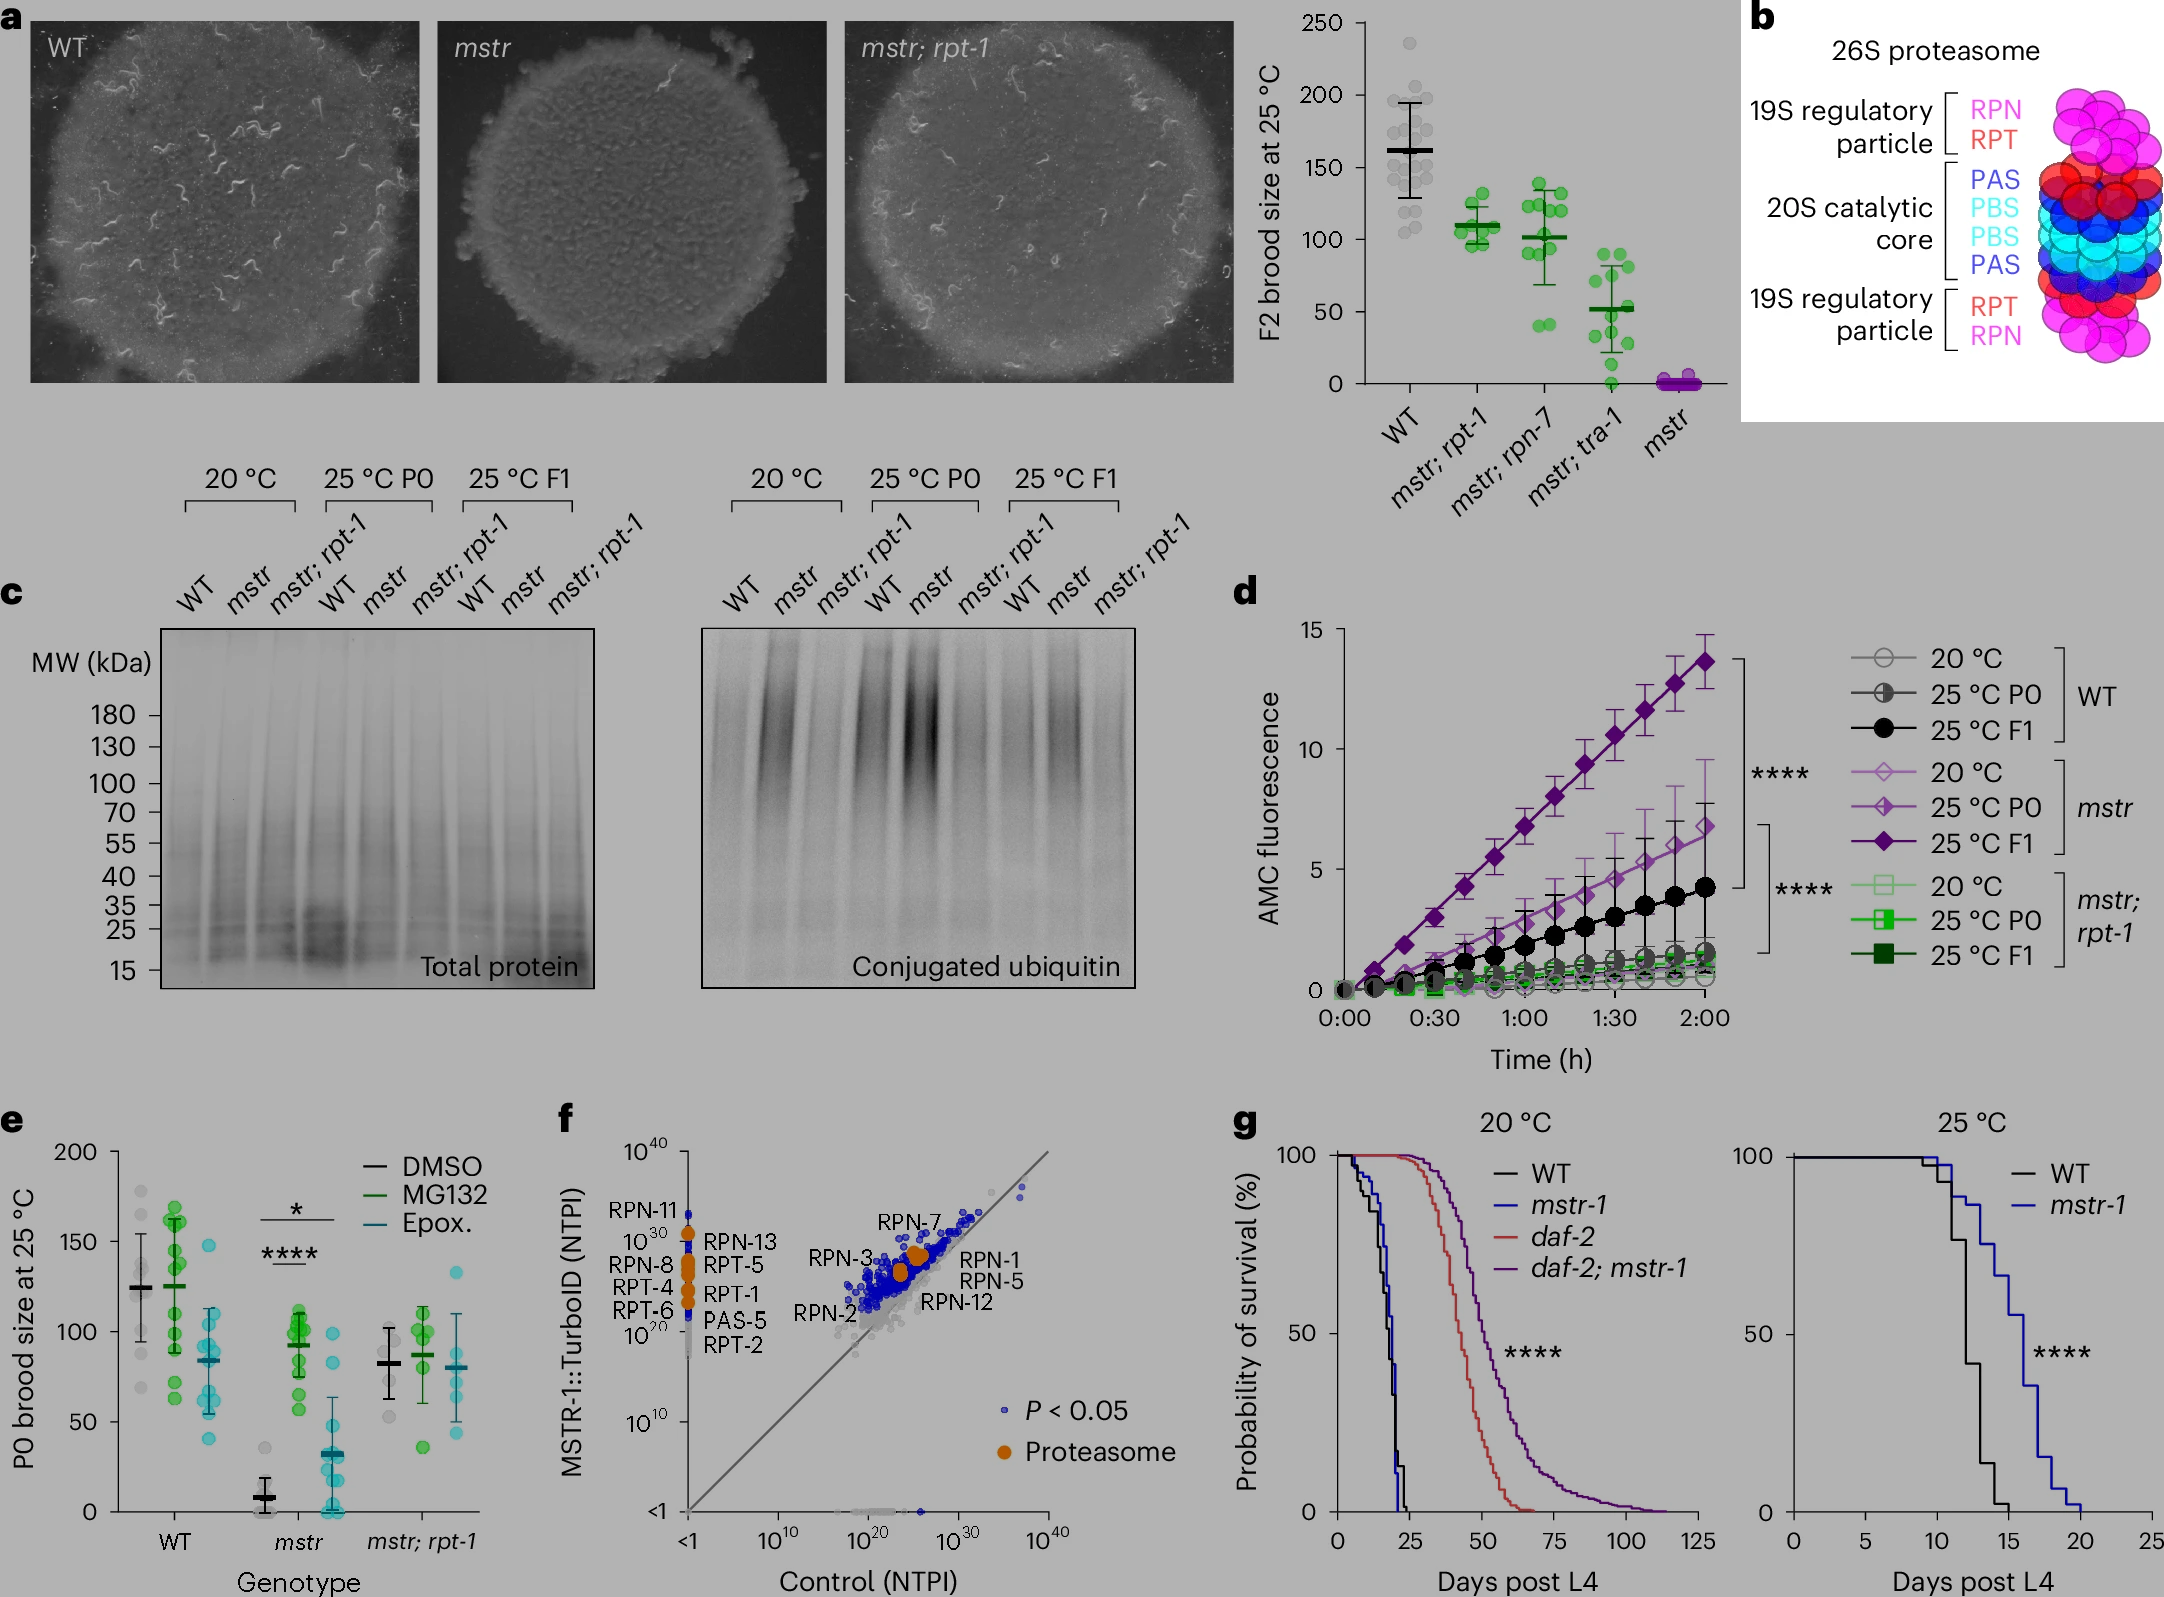 a
WT
mstr
mstr; rpt-1
F2 brood size at 25 °C
250
200
150
100
50
0
WT
mstr; rpt-1
mstr; rpn-7
mstr; tra-1
mstr
b
26S proteasome
19S regulatory
particle
RPN
RPT
20S catalytic
core
PAS
PBS
PBS
PAS
19S regulatory
particle
RPT
RPN
c
20 °C
25 °C P0
25 °C F1
WT
mstr
mstr; rpt-1
WT
mstr
mstr; rpt-1
WT
mstr
mstr; rpt-1
MW (kDa)
180
130
100
70
55
40
35
25
15
Total protein
20 °C
25 °C P0
25 °C F1
WT
mstr
mstr; rpt-1
WT
mstr
mstr; rpt-1
WT
mstr
mstr; rpt-1
Conjugated ubiquitin
d
AMC fluorescence
15
10
5
0
0:00 0:30 1:00 1:30 2:00
Time (h)
****
****
20 °C
25 °C P0
25 °C F1
WT
20 °C
25 °C P0
25 °C F1
mstr
20 °C
25 °C P0
25 °C F1
mstr;
rpt-1
e
P0 brood size at 25 °C
200
150
100
50
0
DMSO
MG132
Epox.
*
****
WT mstr mstr; rpt-1
Genotype
f
MSTR-1::TurboID (NTPI)
10^40
10^30
10^20
10^10
<1
RPN-11
RPN-13
RPN-8
RPT-5
RPT-4
RPT-1
RPT-6
PAS-5
RPT-2
RPN-7
RPN-3
RPN-1
RPN-5
RPN-12
RPN-2
P < 0.05
Proteasome
<1 10^10 10^20 10^30 10^40
Control (NTPI)
g
20 °C
Probability of survival (%)
100
50
0
WT
mstr-1
daf-2
daf-2; mstr-1
****
0 25 50 75 100 125
Days post L4
25 °C
100
50
0
WT
mstr-1
****
0 5 10 15 20 25
Days post L4